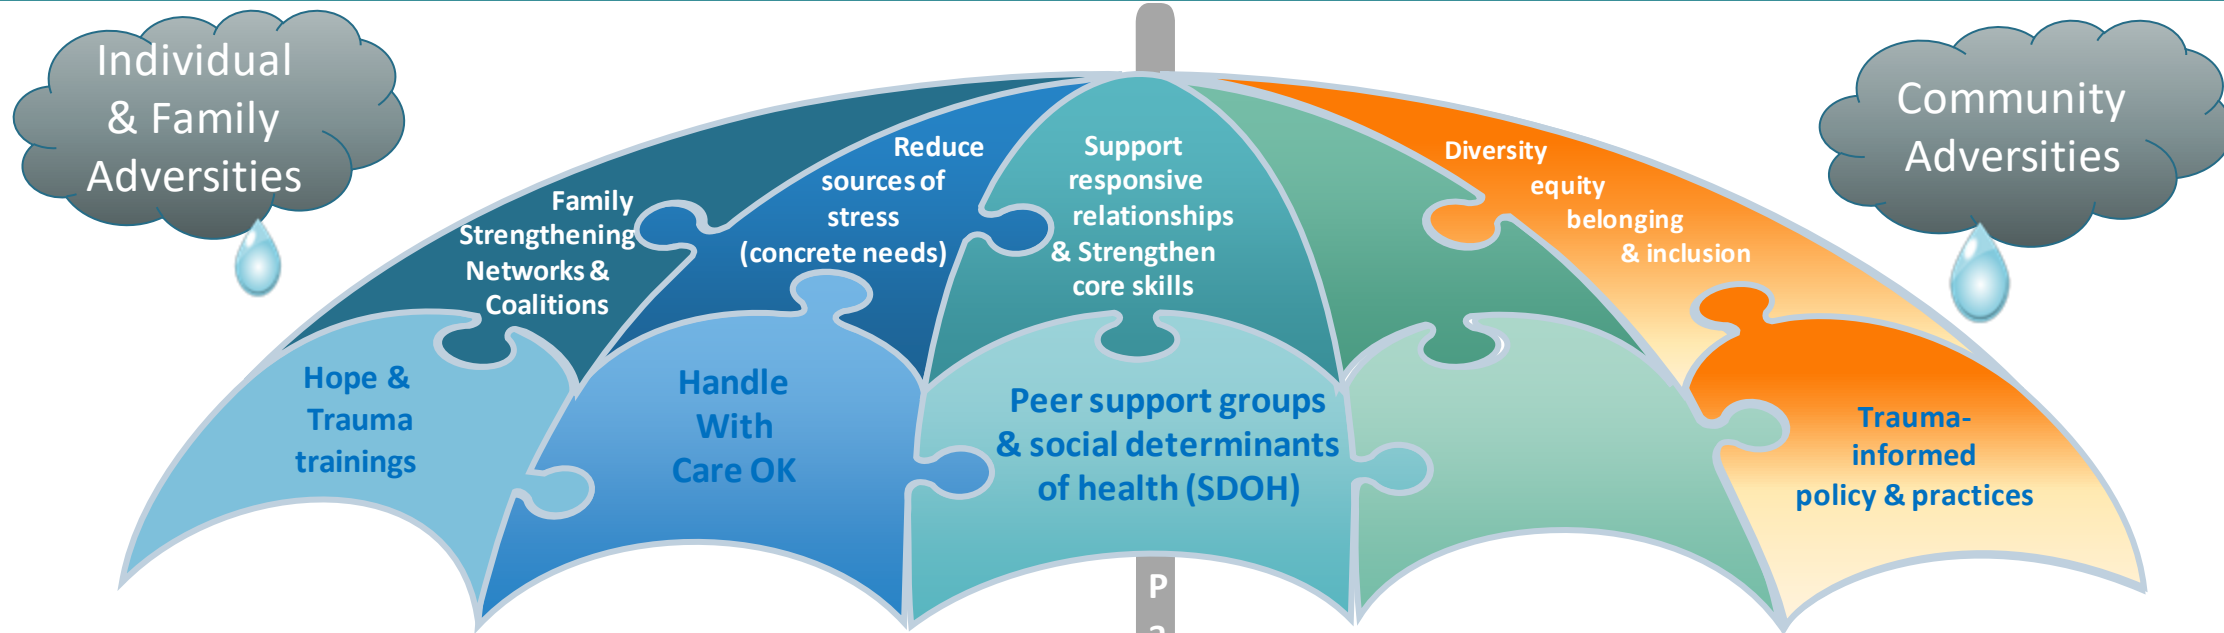 Individual
& Family
Adversities
Community
Adversities
Family
Strengthening
Networks &
Coalitions
Reduce
sources of
stress
(concrete needs)
Support
responsive
relationships
& Strengthen
core skills
Diversity
equity
belonging
& inclusion
Hope &
Trauma
trainings
Handle
With
Care OK
Peer support groups
& social determinants
of health (SDOH)
Trauma-
informed
policy & practices
P